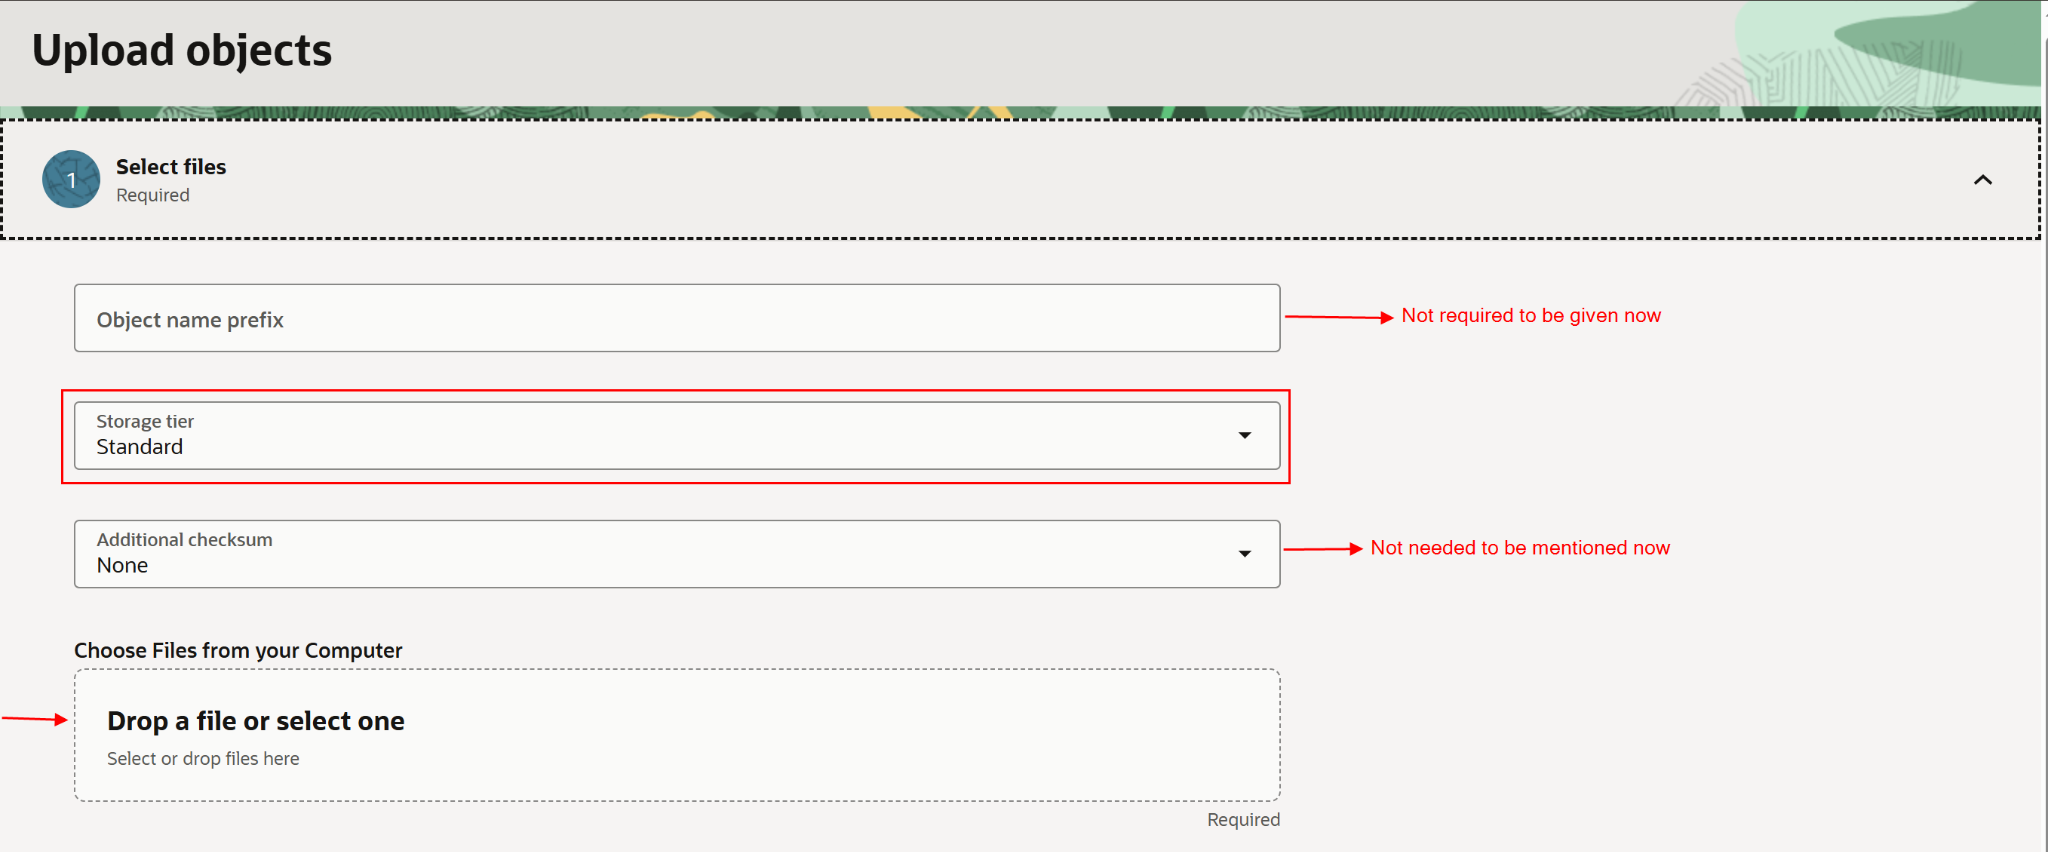 Upload objects
1
Select files
Required
Object name prefix
Not required to be given now
Storage tier
Standard
Additional checksum
None
Not needed to be mentioned now
Choose Files from your Computer
Drop a file or select one
Select or drop files here
Required